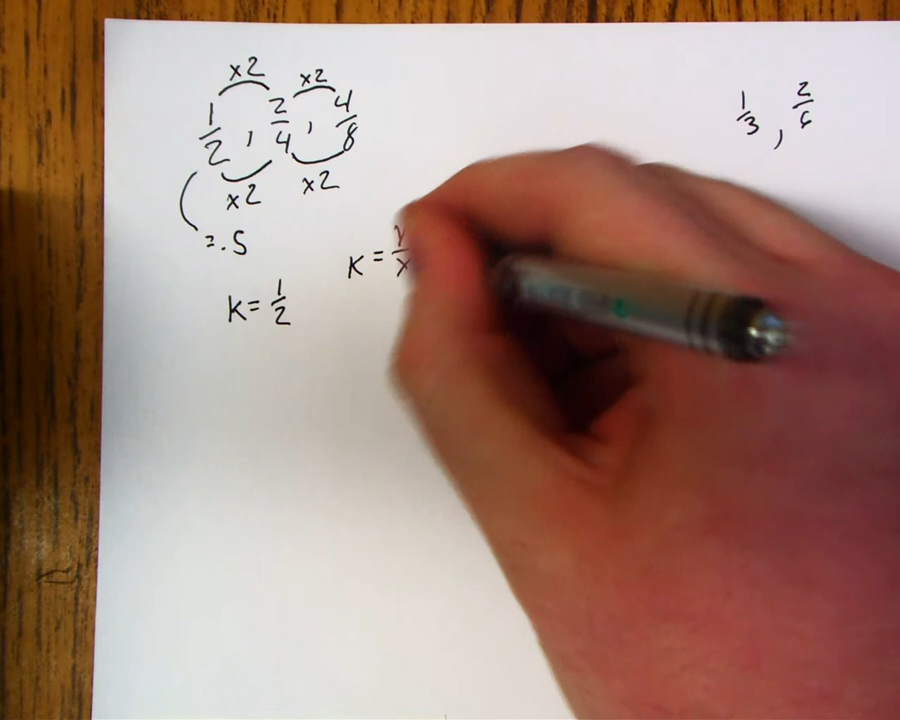 x2 x2
1/2 , 2/4 , 4/8
x2 x2
=.5
K= 1/2
K= y/x
1/3 , 2/6